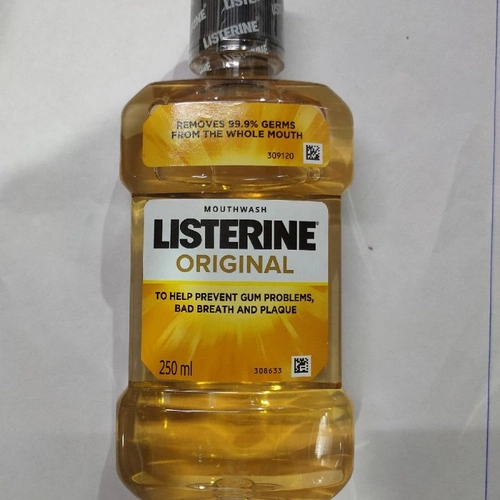 LISTERINE
REMOVES 99.9% GERMS
FROM THE WHOLE MOUTH
309120
MOUTHWASH
LISTERINE®
ORIGINAL
TO HELP PREVENT GUM PROBLEMS,
BAD BREATH AND PLAQUE
250 ml
308633